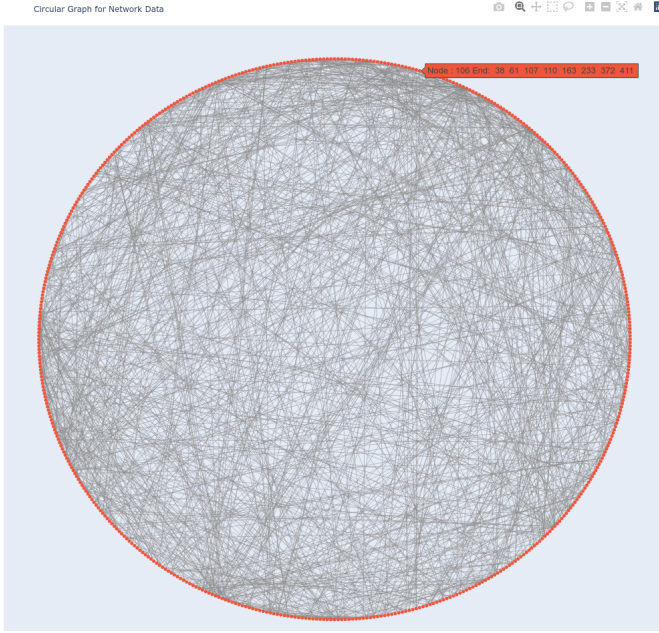 Circular Graph for Network Data
Node : 106 End: 38 61 107 110 163 233 372 411